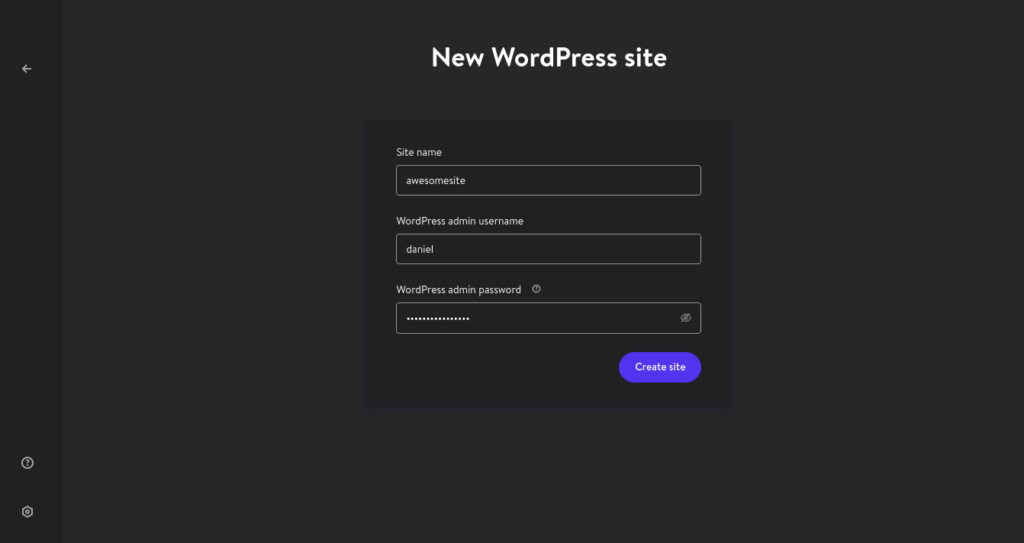 New WordPress site
Site name
awesomesite
WordPress admin username
daniel
WordPress admin password
••••••••••••••••
Create site